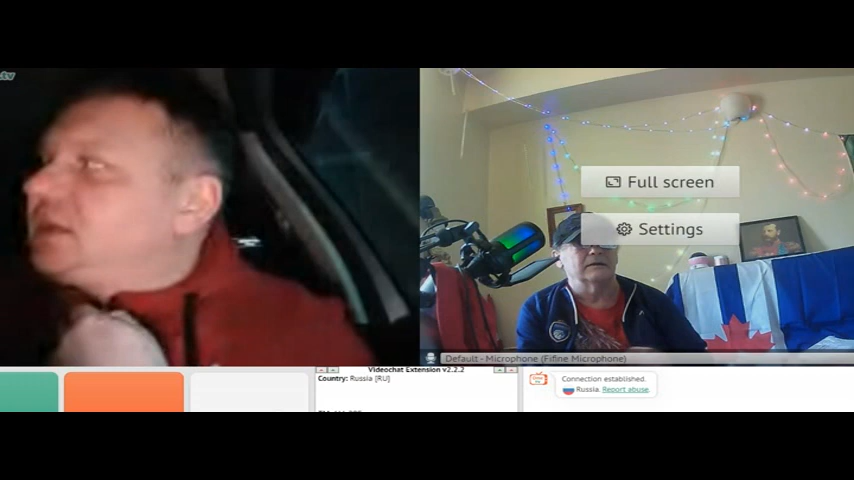 .tv
Full screen
Settings
Default - Microphone (Fifine Microphone)
Videochat Extension v2.2.2
Country: Russia [RU]
Connection established.
Russia. Report abuse.